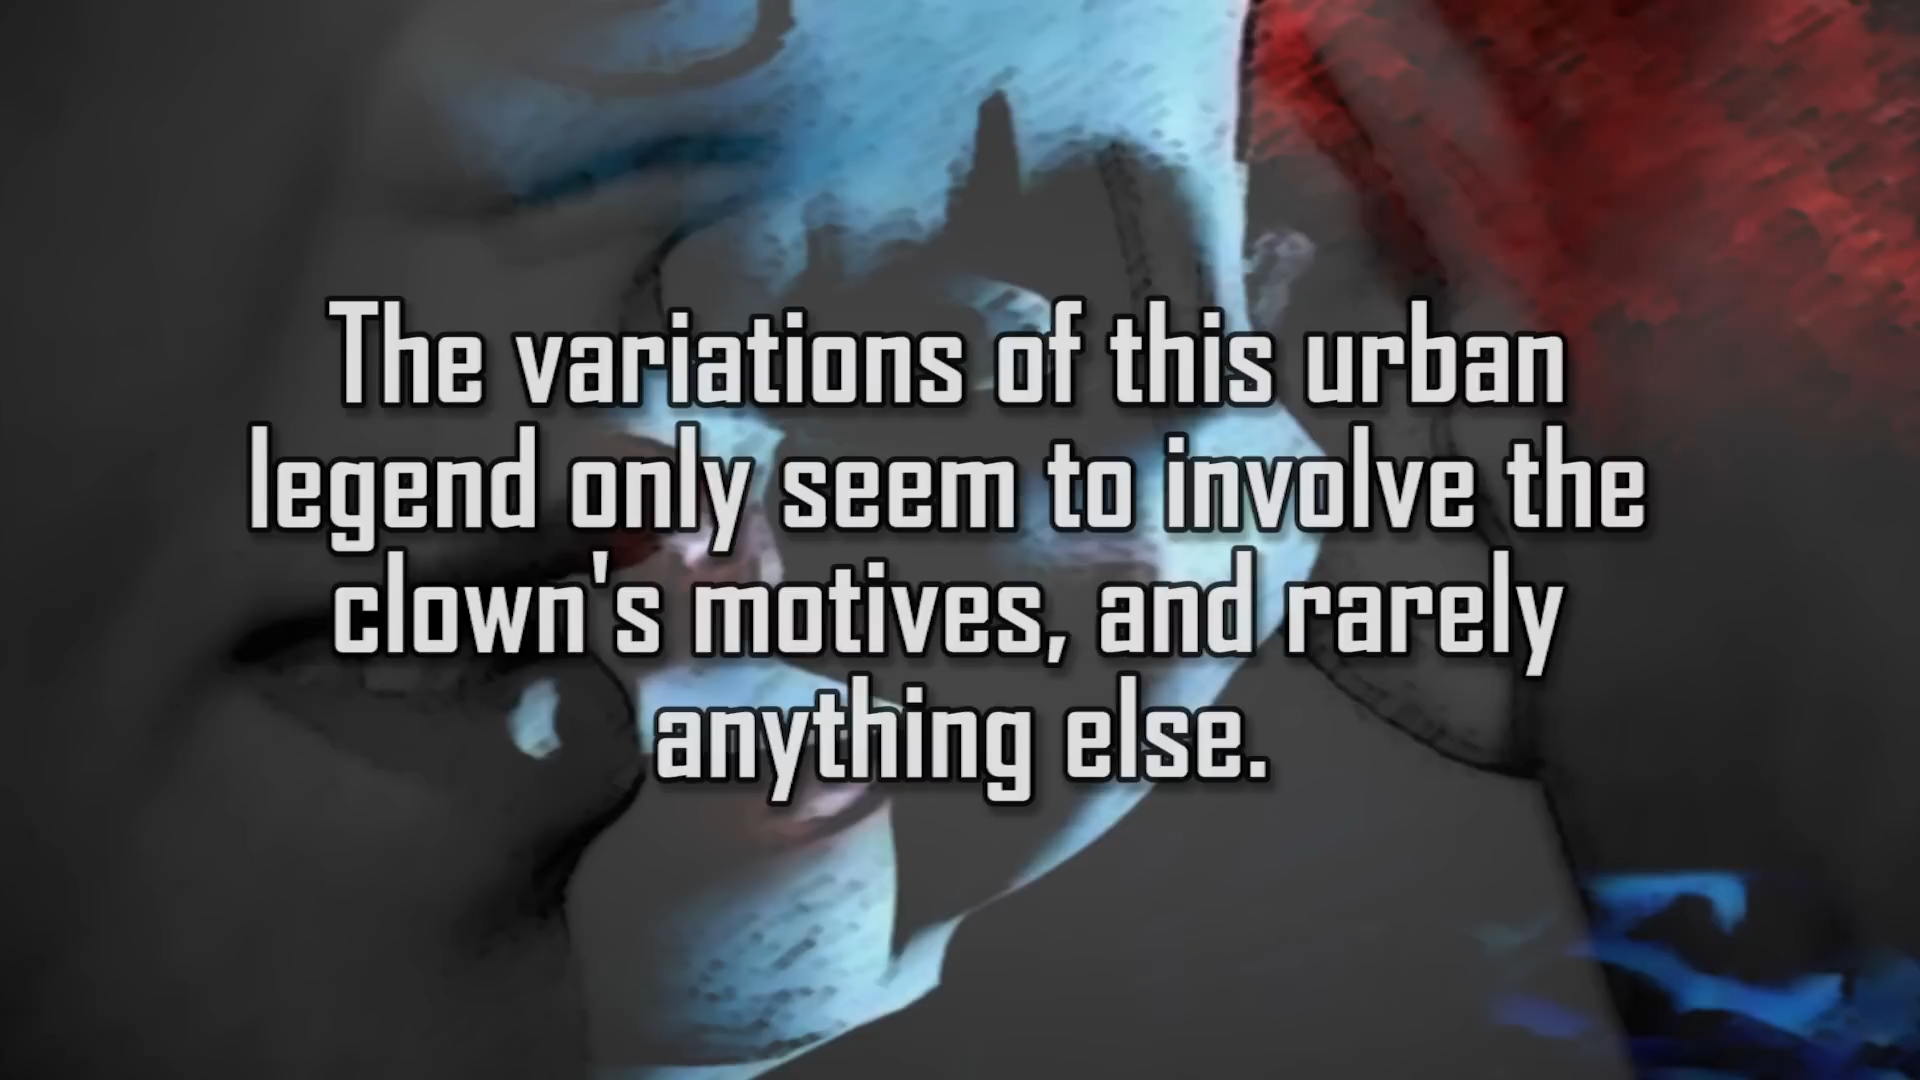 The variations of this urban
legend only seem to involve the
clown's motives, and rarely
anything else.